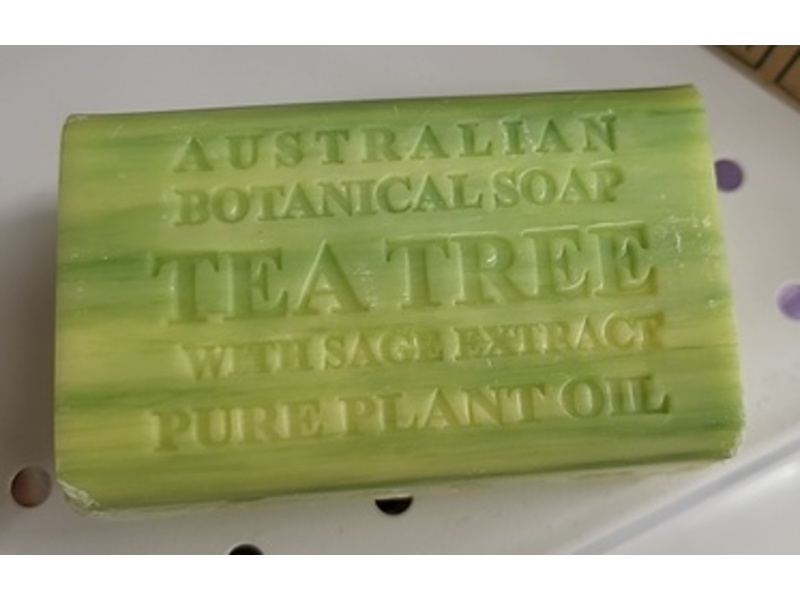 AUSTRALIAN
BOTANICAL SOAP
TEA TREE
WITH SAGE EXTRACT
PURE PLANT OIL